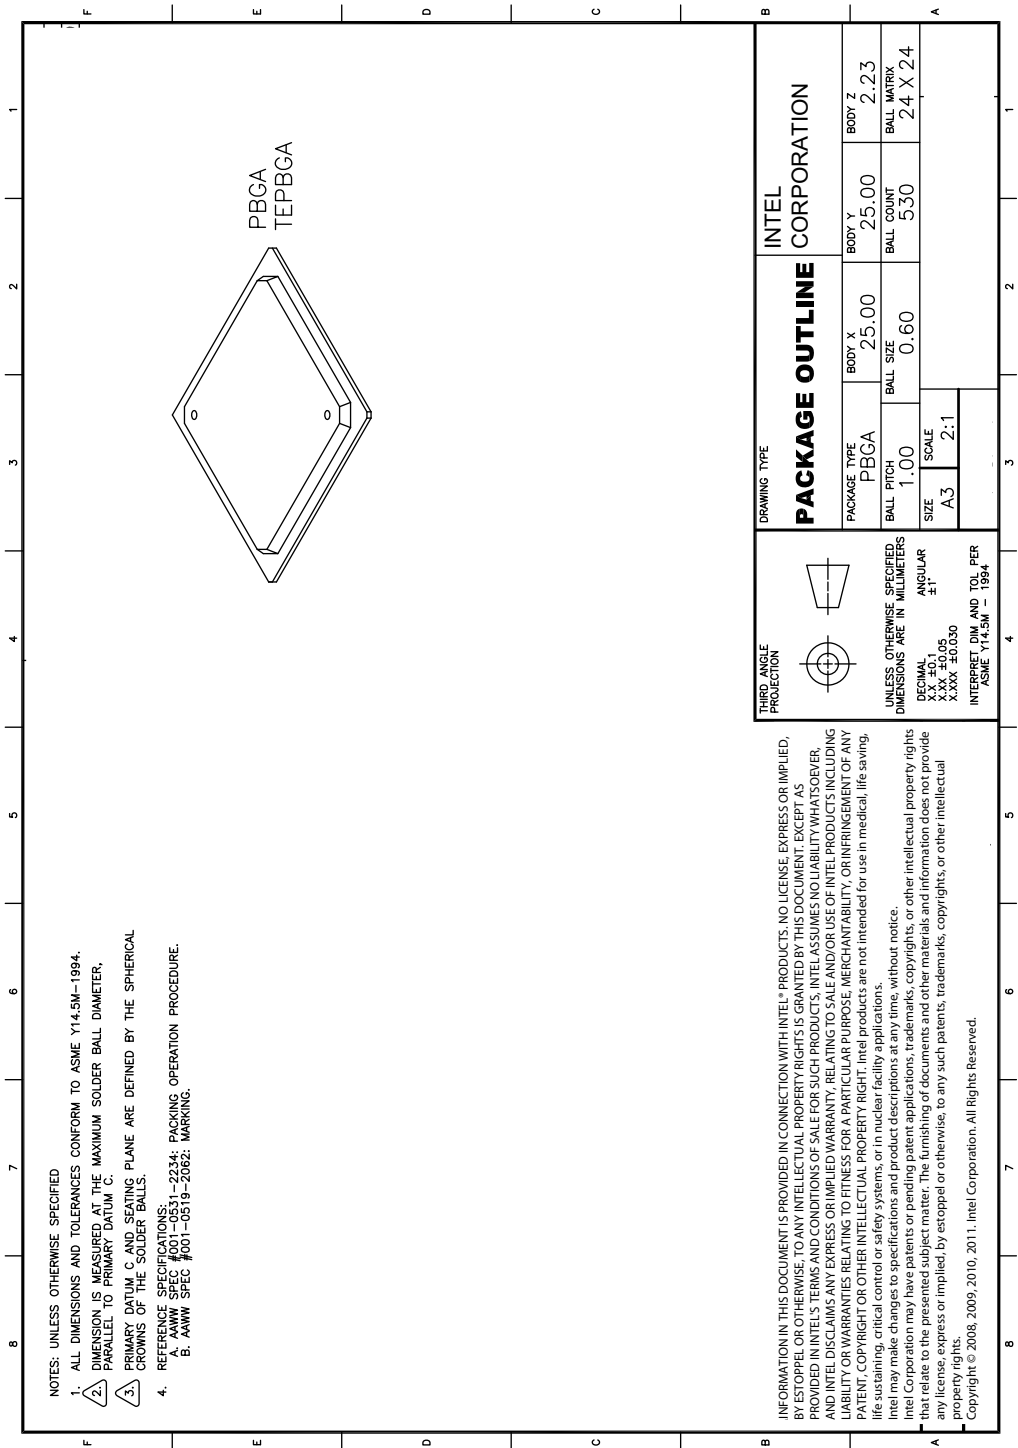 NOTES: UNLESS OTHERWISE SPECIFIED
1. ALL DIMENSIONS AND TOLERANCES CONFORM TO ASME Y14.5M-1994.
2. DIMENSION IS MEASURED AT THE MAXIMUM SOLDER BALL DIAMETER,
PARALLEL TO PRIMARY DATUM C.
3. PRIMARY DATUM C AND SEATING PLANE ARE DEFINED BY THE SPHERICAL
CROWNS OF THE SOLDER BALLS.
4. REFERENCE SPECIFICATIONS:
A. AAWW SPEC #001-0531-2234: PACKING OPERATION PROCEDURE.
B. AAWW SPEC #001-0519-2062: MARKING.
PBGA
TEPBGA
8 7 6 5 4 3 2 1
F
E
D
C
B
A
F
E
D
C
B
A
INFORMATION IN THIS DOCUMENT IS PROVIDED IN CONNECTION WITH INTEL® PRODUCTS. NO LICENSE, EXPRESS OR IMPLIED,
BY ESTOPPEL OR OTHERWISE, TO ANY INTELLECTUAL PROPERTY RIGHTS IS GRANTED BY THIS DOCUMENT. EXCEPT AS
PROVIDED IN INTEL'S TERMS AND CONDITIONS OF SALE FOR SUCH PRODUCTS, INTEL ASSUMES NO LIABILITY WHATSOEVER,
AND INTEL DISCLAIMS ANY EXPRESS OR IMPLIED WARRANTY, RELATING TO SALE AND/OR USE OF INTEL PRODUCTS INCLUDING
LIABILITY OR WARRANTIES RELATING TO FITNESS FOR A PARTICULAR PURPOSE, MERCHANTABILITY, OR INFRINGEMENT OF ANY
PATENT, COPYRIGHT OR OTHER INTELLECTUAL PROPERTY RIGHT. Intel products are not intended for use in medical, life saving,
life sustaining, critical control or safety systems, or in nuclear facility applications.
Intel may make changes to specifications and product descriptions at any time, without notice.
Intel Corporation may have patents or pending patent applications, trademarks, copyrights, or other intellectual property rights
that relate to the presented subject matter. The furnishing of documents and other materials and information does not provide
any license, express or implied, by estoppel or otherwise, to any such patents, trademarks, copyrights, or other intellectual
property rights.
Copyright © 2008, 2009, 2010, 2011. Intel Corporation. All Rights Reserved.
THIRD ANGLE
PROJECTION
UNLESS OTHERWISE SPECIFIED
DIMENSIONS ARE IN MILLIMETERS
DECIMAL ANGULAR
X.X ±0.1 ±1°
X.XX ±0.05
X.XXX ±0.030
INTERPRET DIM AND TOL PER
ASME Y14.5M - 1994
DRAWING TYPE
PACKAGE OUTLINE
INTEL
CORPORATION
PACKAGE TYPE BODY X BODY Y BODY Z
PBGA 25.00 25.00 2.23
BALL PITCH BALL SIZE BALL COUNT BALL MATRIX
1.00 0.60 530 24 X 24
SIZE SCALE
A3 2:1
8 7 6 5 4 3 2 1